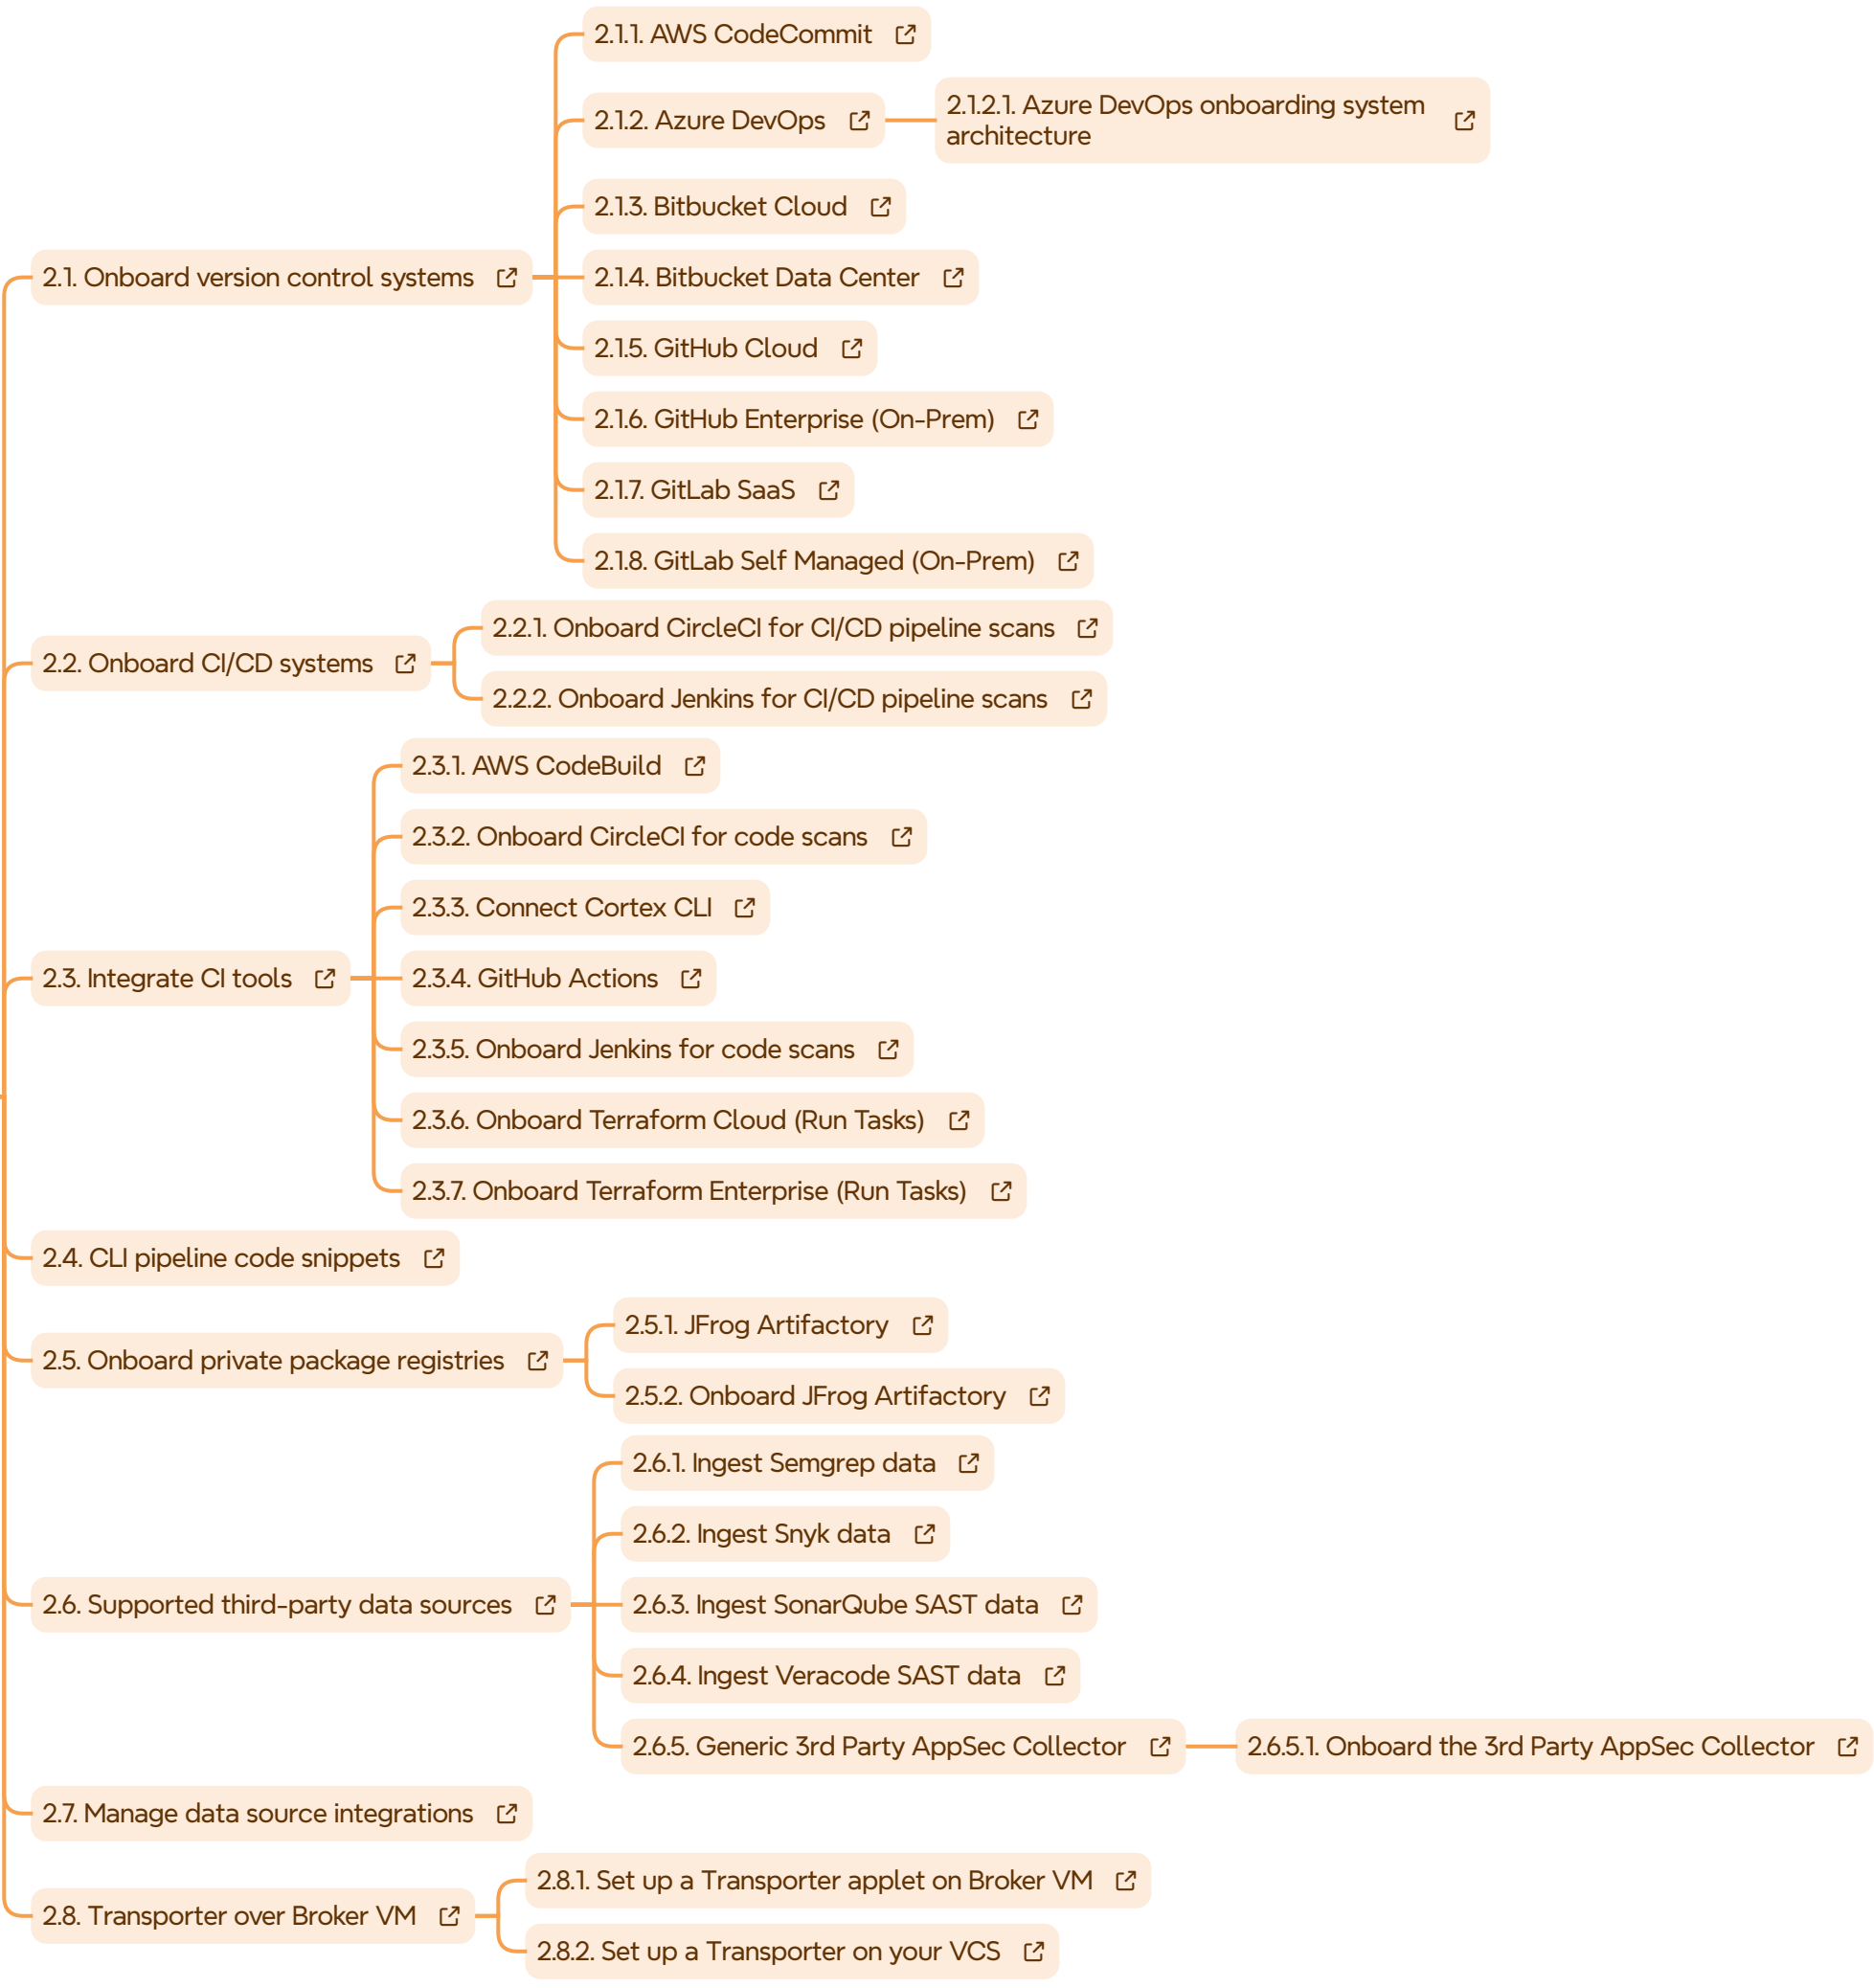 2.1. Onboard version control systems
2.1.1. AWS CodeCommit
2.1.2. Azure DevOps
2.1.2.1. Azure DevOps onboarding system
architecture
2.1.3. Bitbucket Cloud
2.1.4. Bitbucket Data Center
2.1.5. GitHub Cloud
2.1.6. GitHub Enterprise (On-Prem)
2.1.7. GitLab SaaS
2.1.8. GitLab Self Managed (On-Prem)
2.2. Onboard CI/CD systems
2.2.1. Onboard CircleCI for CI/CD pipeline scans
2.2.2. Onboard Jenkins for CI/CD pipeline scans
2.3. Integrate CI tools
2.3.1. AWS CodeBuild
2.3.2. Onboard CircleCI for code scans
2.3.3. Connect Cortex CLI
2.3.4. GitHub Actions
2.3.5. Onboard Jenkins for code scans
2.3.6. Onboard Terraform Cloud (Run Tasks)
2.3.7. Onboard Terraform Enterprise (Run Tasks)
2.4. CLI pipeline code snippets
2.5. Onboard private package registries
2.5.1. JFrog Artifactory
2.5.2. Onboard JFrog Artifactory
2.6. Supported third-party data sources
2.6.1. Ingest Semgrep data
2.6.2. Ingest Snyk data
2.6.3. Ingest SonarQube SAST data
2.6.4. Ingest Veracode SAST data
2.6.5. Generic 3rd Party AppSec Collector
2.6.5.1. Onboard the 3rd Party AppSec Collector
2.7. Manage data source integrations
2.8. Transporter over Broker VM
2.8.1. Set up a Transporter applet on Broker VM
2.8.2. Set up a Transporter on your VCS